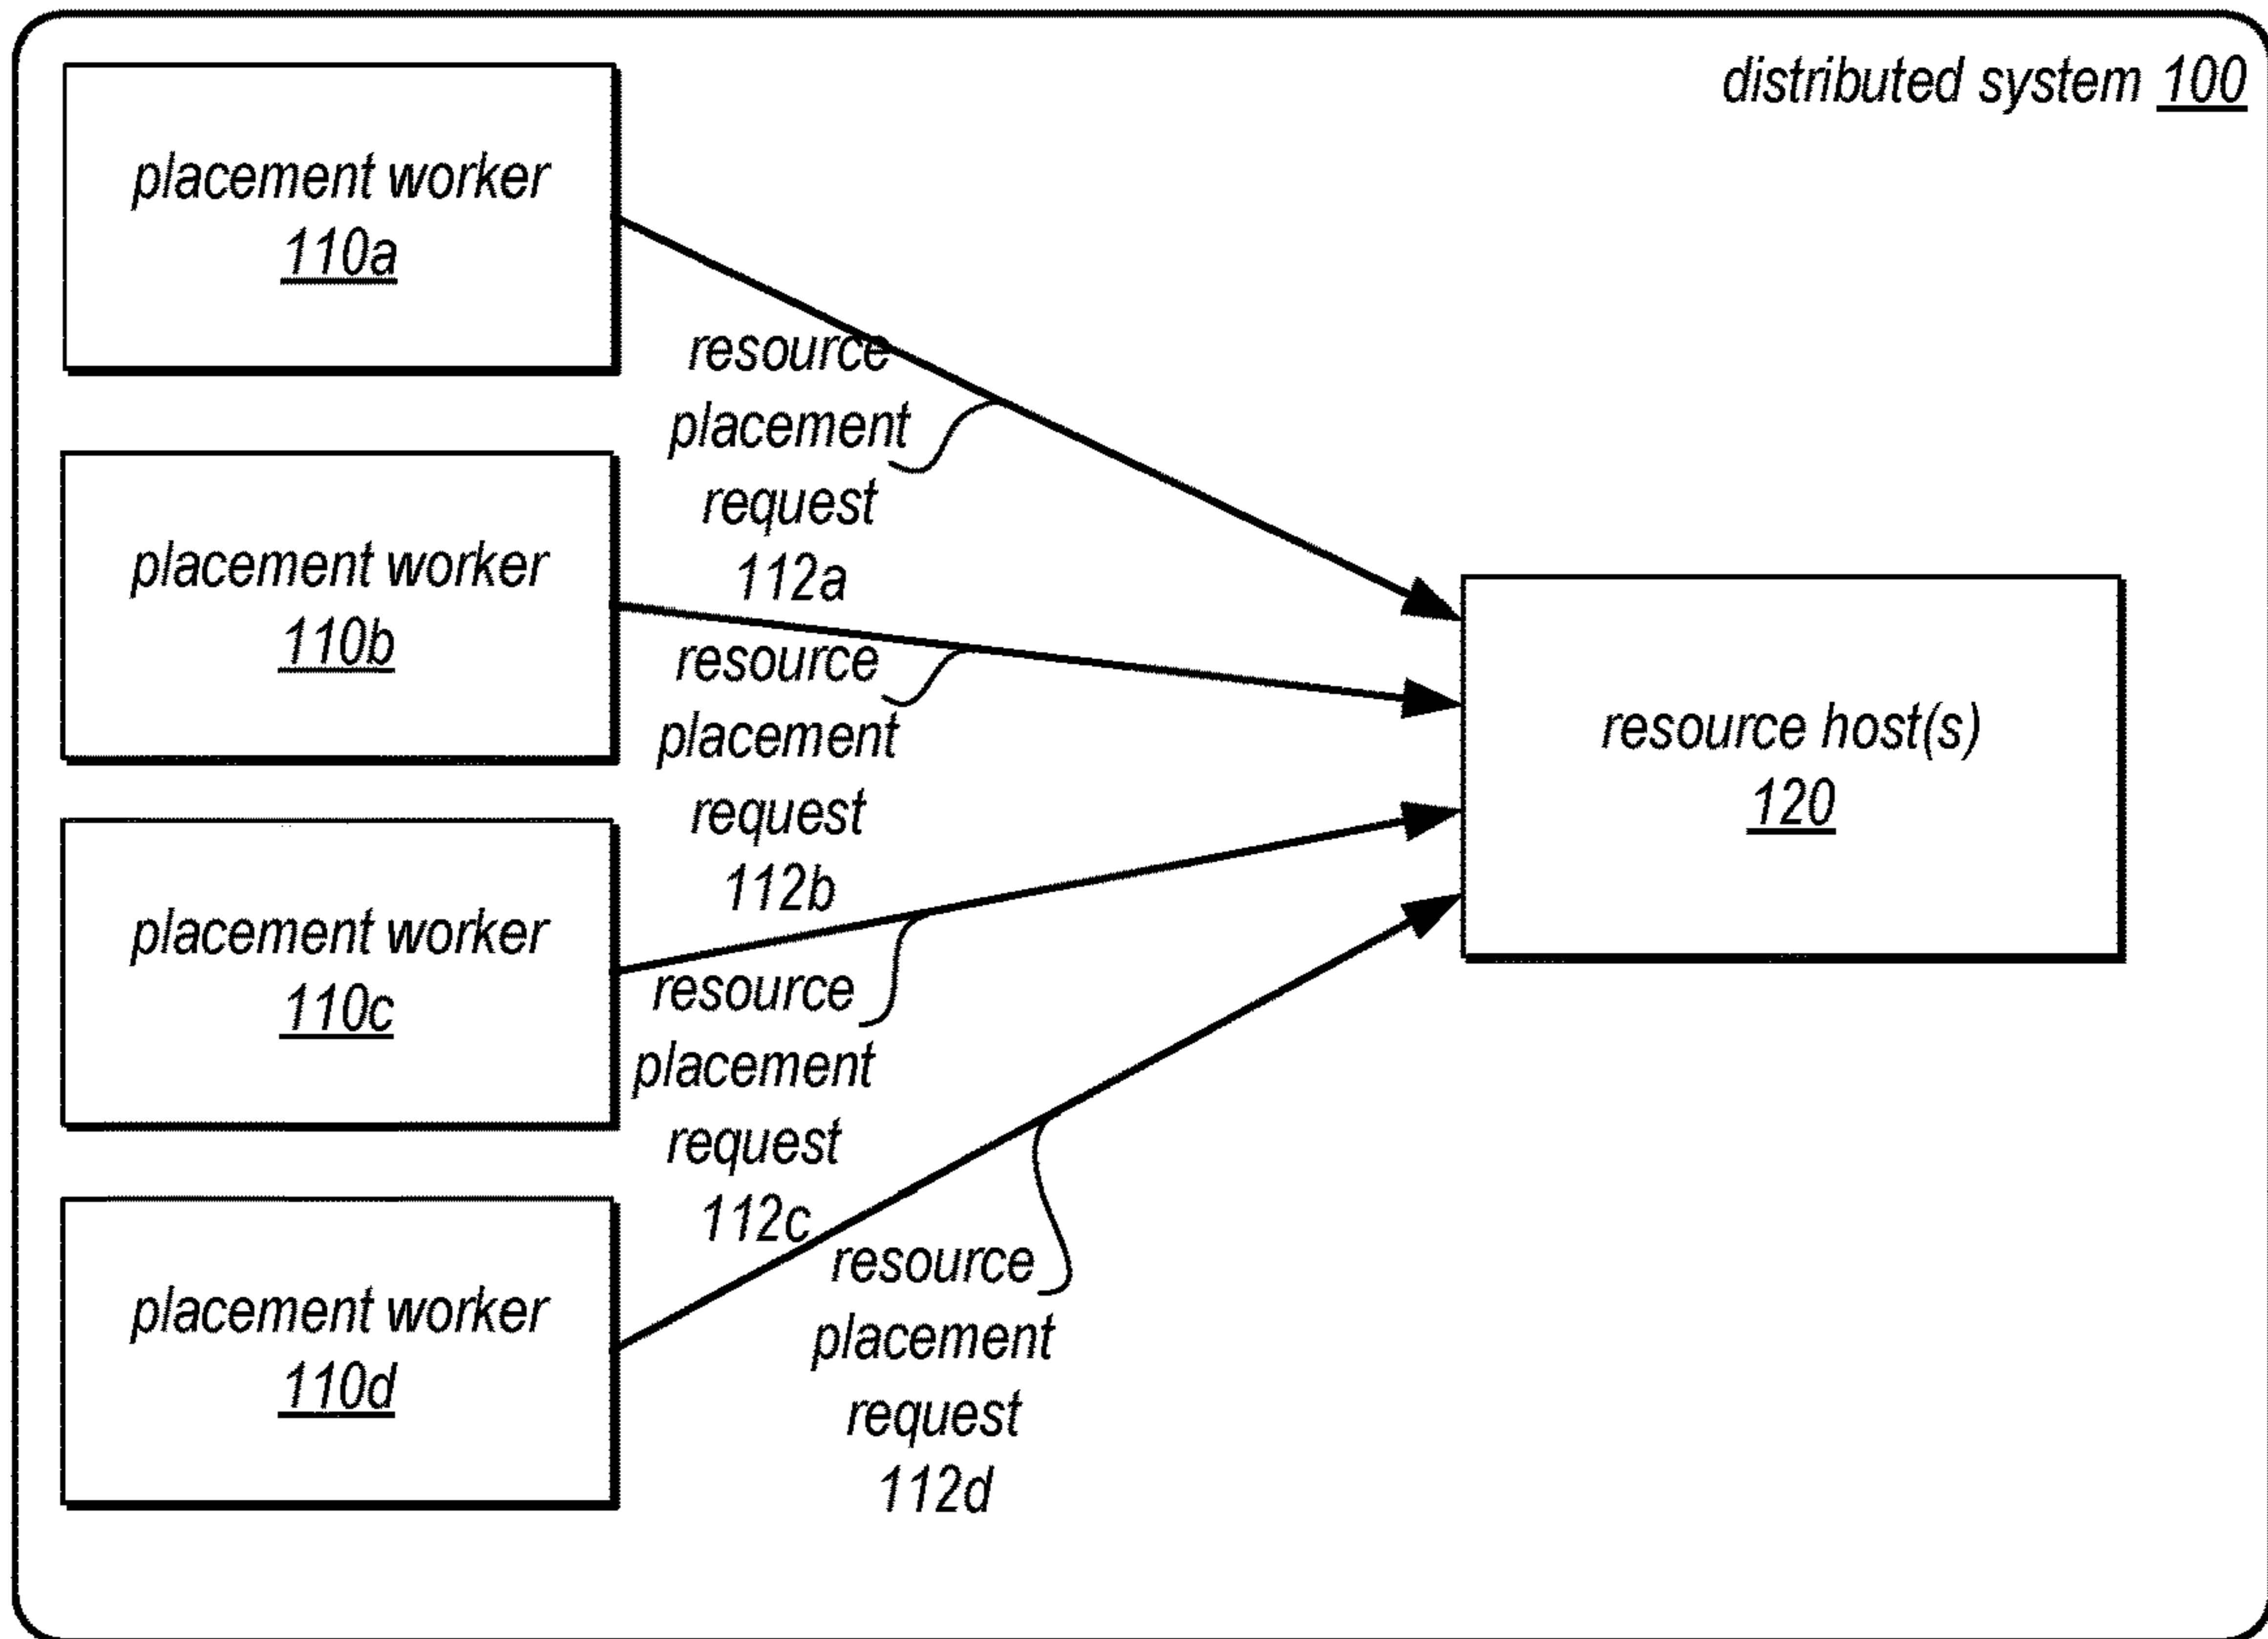 distributed system 100
placement worker
110a
resource
placement
request
112a
placement worker
110b
resource
placement
request
112b
resource host(s)
120
placement worker
110c
resource
placement
request
112c
placement worker
110d
resource
placement
request
112d